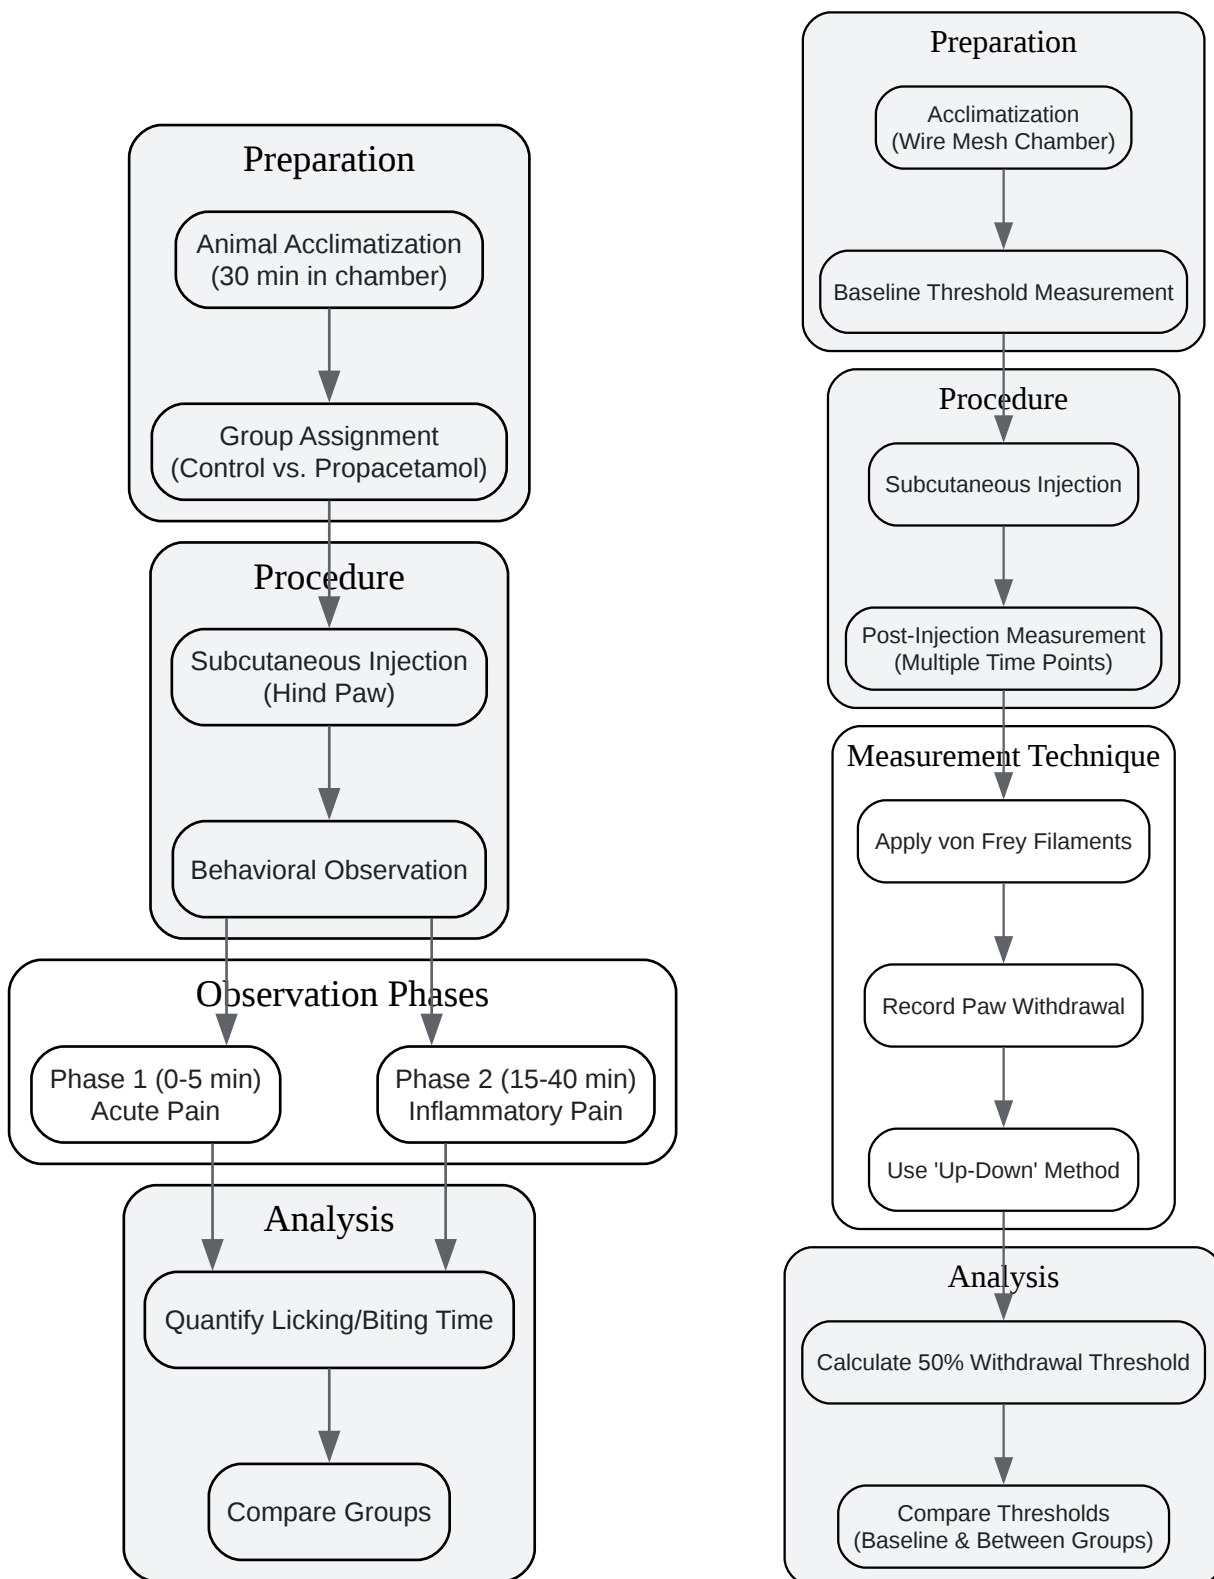 Preparation
Animal Acclimatization
(30 min in chamber)
Group Assignment
(Control vs. Propacetamol)
Procedure
Subcutaneous Injection
(Hind Paw)
Behavioral Observation
Observation Phases
Phase 1 (0-5 min)
Acute Pain
Phase 2 (15-40 min)
Inflammatory Pain
Analysis
Quantify Licking/Biting Time
Compare Groups
Preparation
Acclimatization
(Wire Mesh Chamber)
Baseline Threshold Measurement
Procedure
Subcutaneous Injection
Post-Injection Measurement
(Multiple Time Points)
Measurement Technique
Apply von Frey Filaments
Record Paw Withdrawal
Use 'Up-Down' Method
Analysis
Calculate 50% Withdrawal Threshold
Compare Thresholds
(Baseline & Between Groups)